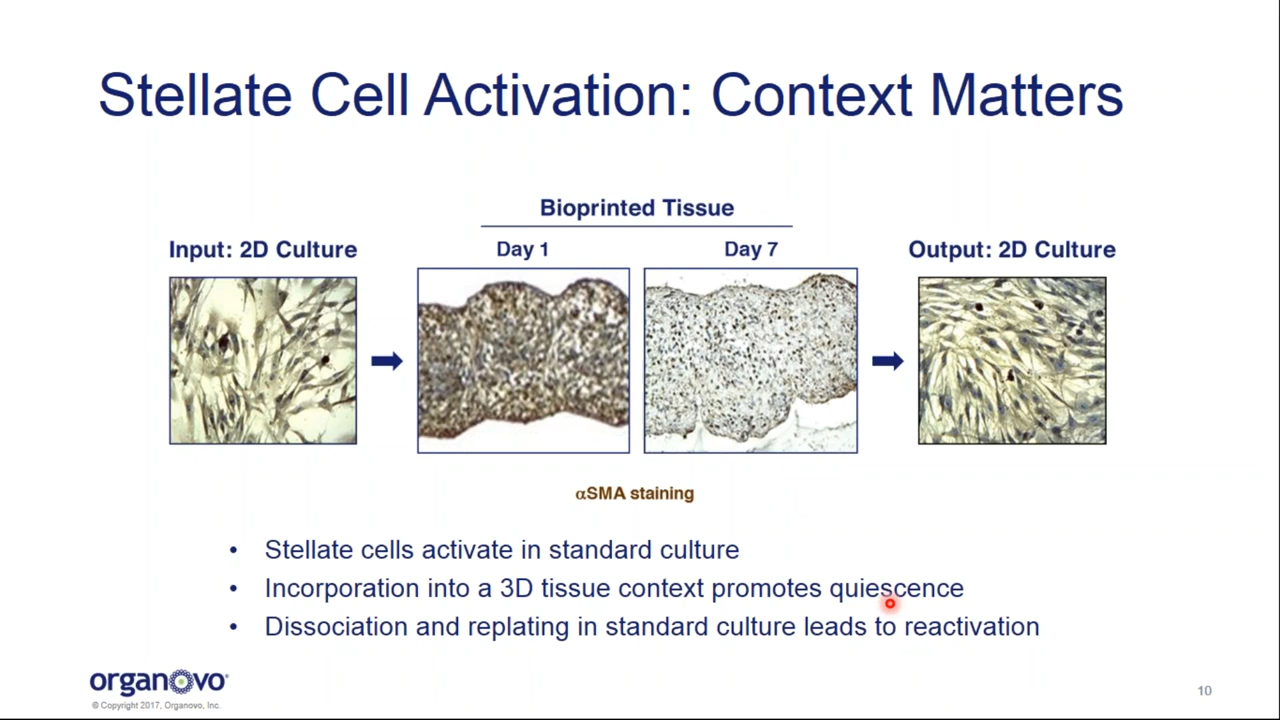 Stellate Cell Activation: Context Matters
Bioprinted Tissue
Input: 2D Culture
Day 1
Day 7
Output: 2D Culture
αSMA staining
• Stellate cells activate in standard culture
• Incorporation into a 3D tissue context promotes quiescence
• Dissociation and replating in standard culture leads to reactivation
organovo®
© Copyright 2017, Organovo, Inc.
10